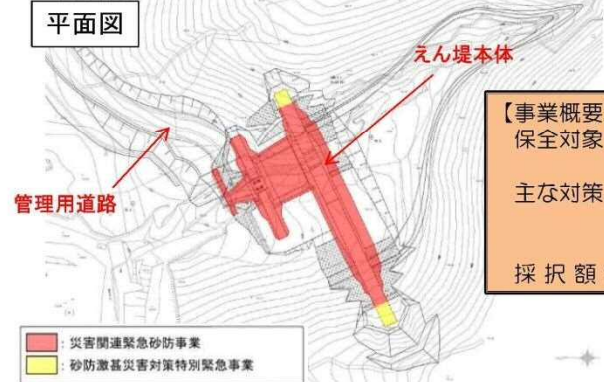 平面図
えん堤本体
管理用道路
【事業概要
保全対象
主な対策
採択額
：災害関連緊急砂防事業
：砂防激甚災害対策特別緊急事業